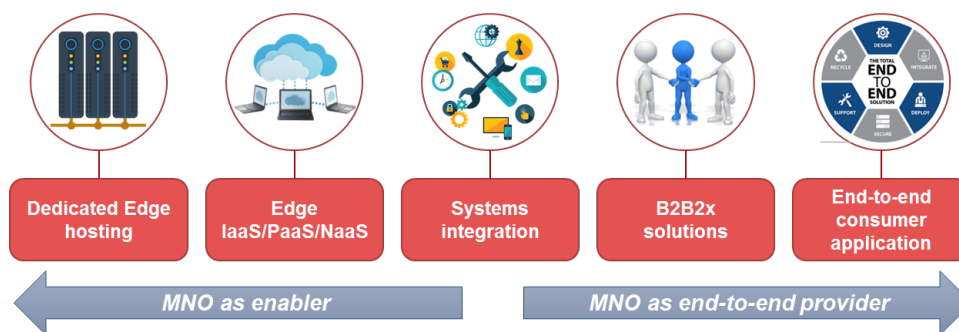 DESIGN
RECYCLE
INTEGRATE
THE TOTAL
END
TO
END
SOLUTION
SUPPORT
DEPLOY
SECURE
Dedicated Edge
hosting
Edge
IaaS/PaaS/NaaS
Systems
integration
B2B2x
solutions
End-to-end
consumer
application
MNO as enabler
MNO as end-to-end provider